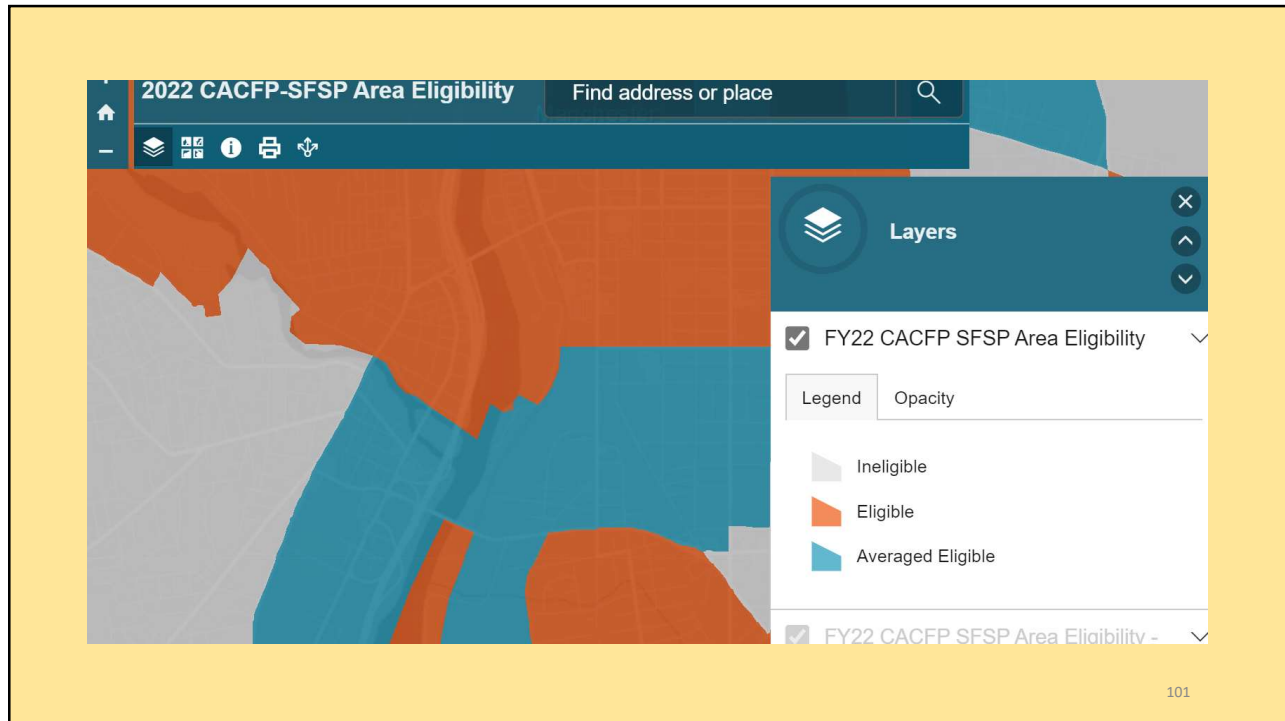 2022 CACFP-SFSP Area Eligibility
Find address or place
Layers
FY22 CACFP SFSP Area Eligibility
Legend Opacity
Ineligible
Eligible
Averaged Eligible
FY22 CACFP SFSP Area Eligibility -
101